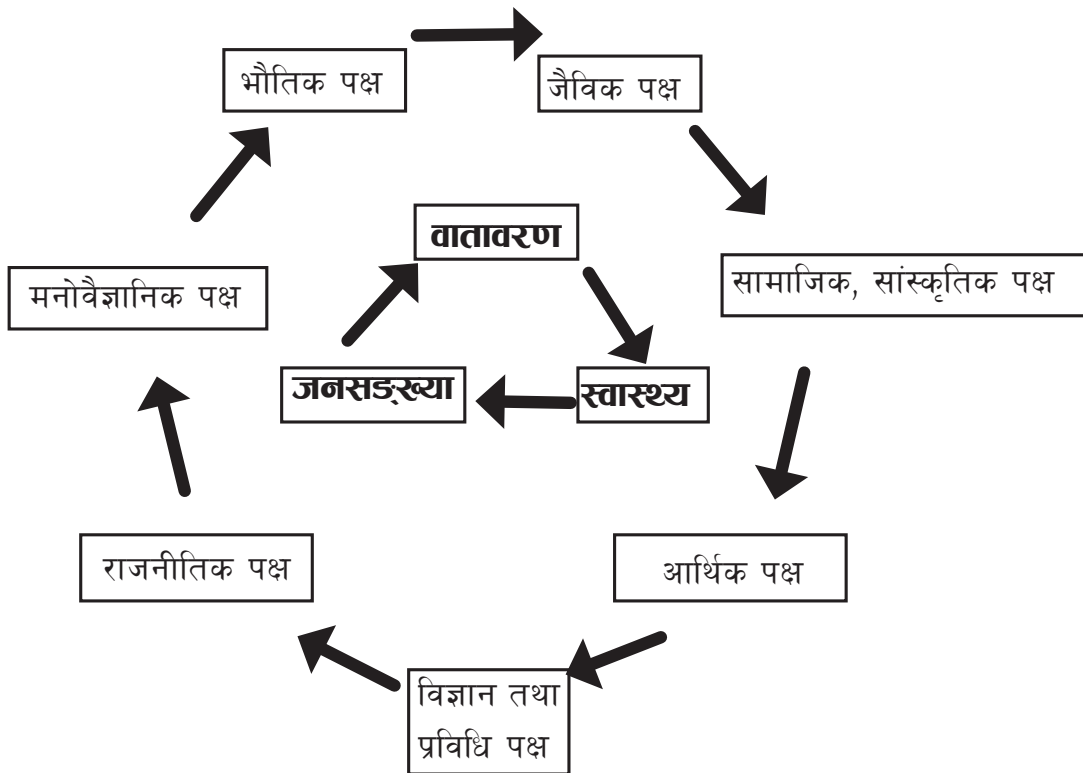 भौतिक पक्ष
जैविक पक्ष
वातावरण
मनोवैज्ञानिक पक्ष
सामाजिक, सांस्कृतिक पक्ष
जनसङ्ख्या
स्वास्थ्य
राजनीतिक पक्ष
आर्थिक पक्ष
विज्ञान तथा
प्रविधि पक्ष